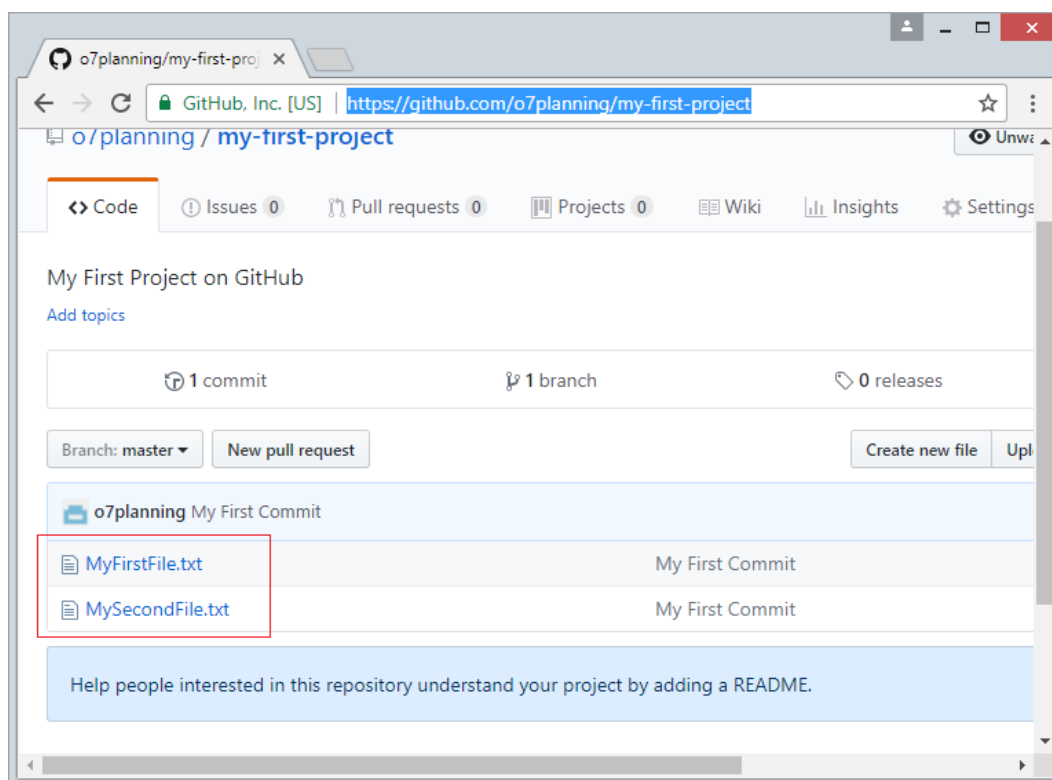 o7planning/my-first-proj
GitHub, Inc. [US] | https://github.com/o7planning/my-first-project
o7planning / my-first-project
Unwa
Code Issues 0 Pull requests 0 Projects 0 Wiki Insights Settings
My First Project on GitHub
Add topics
1 commit 1 branch 0 releases
Branch: master New pull request Create new file Upl
o7planning My First Commit
MyFirstFile.txt My First Commit
MySecondFile.txt My First Commit
Help people interested in this repository understand your project by adding a README.